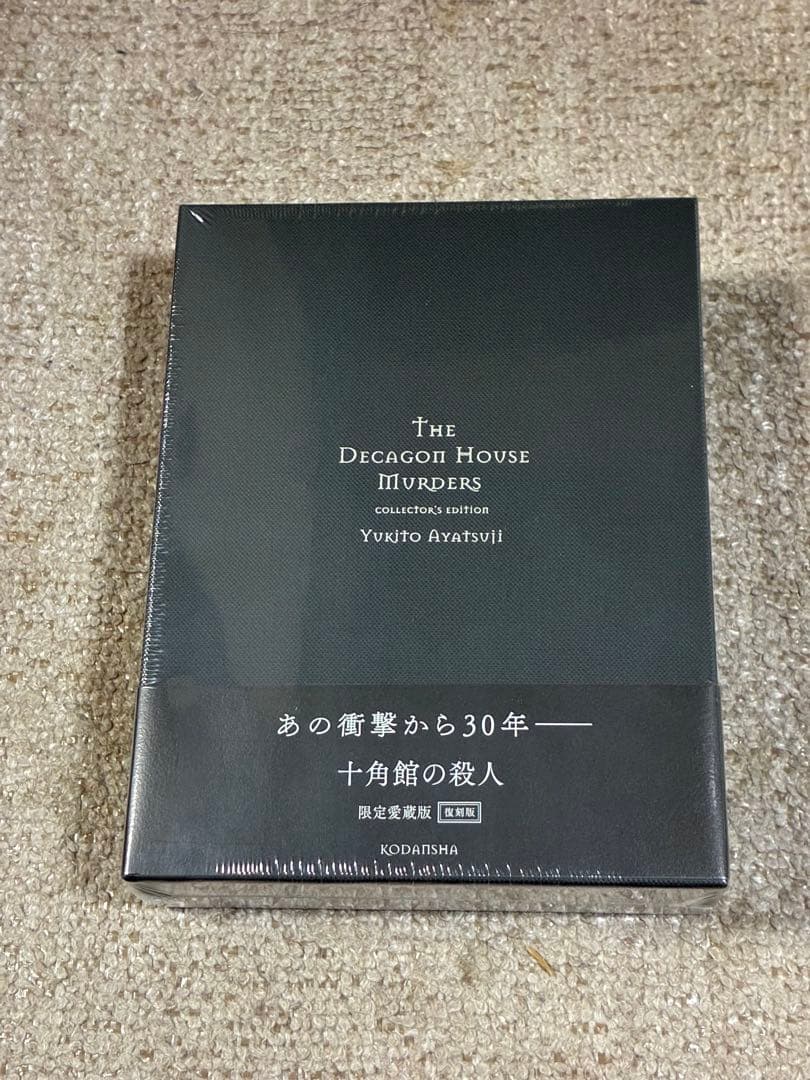 THE
DECAGON HOUSE
MURDERS
COLLECTOR'S EDITION
YUKITO AYATSUJI
あの衝撃から30年――
十角館の殺人
限定愛蔵版 復刻版
KODANSHA